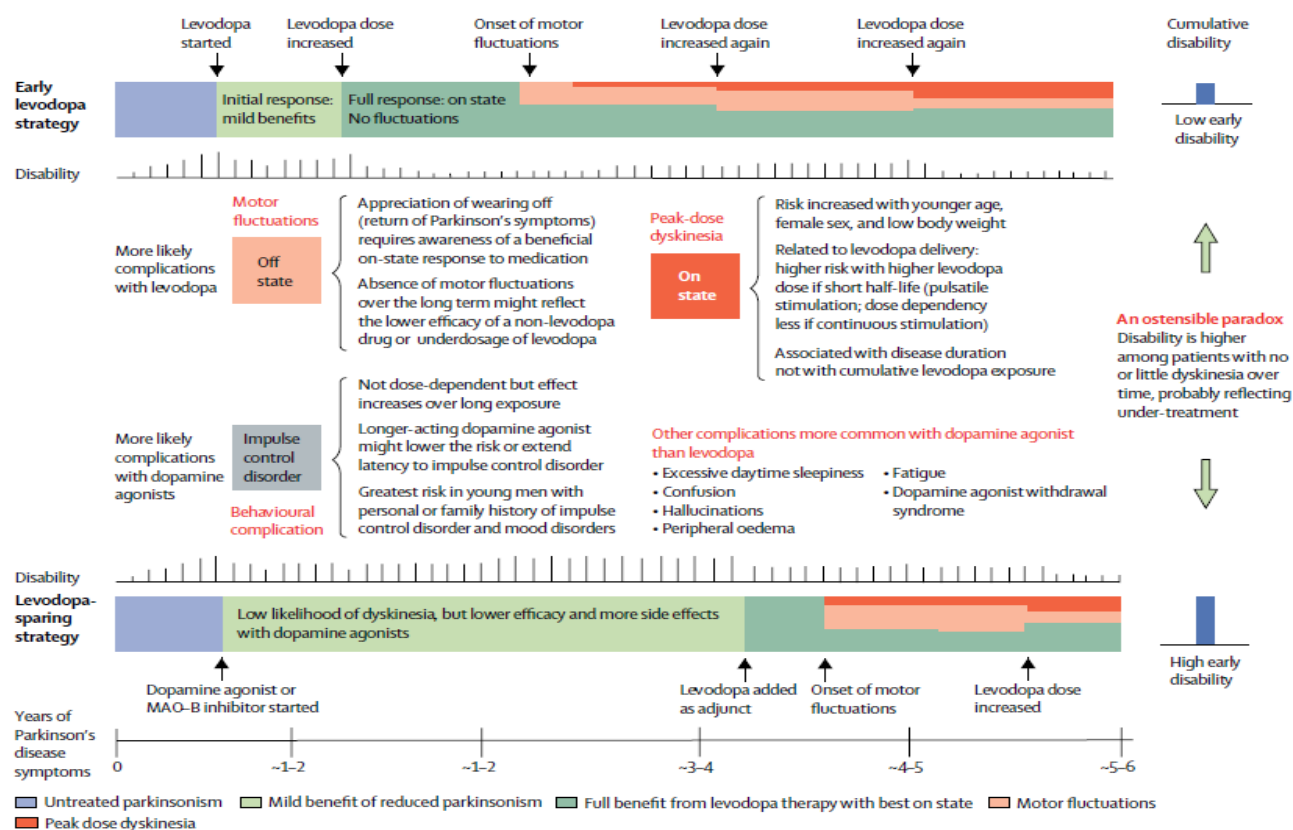 Levodopa
started
Levodopa dose
increased
Onset of motor
fluctuations
Levodopa dose
increased again
Levodopa dose
increased again
Cumulative
disability
Early
levodopa
strategy
Initial response:
mild benefits
Full response: on state
No fluctuations
Low early
disability
Disability
More likely
complications
with levodopa
Motor
fluctuations
Off
state
Appreciation of wearing off
(return of Parkinson's symptoms)
requires awareness of a beneficial
on-state response to medication
Absence of motor fluctuations
over the long term might reflect
the lower efficacy of a non-levodopa
drug or underdosage of levodopa
Peak-dose
dyskinesia
On
state
Risk increased with younger age,
female sex, and low body weight
Related to levodopa delivery:
higher risk with higher levodopa
dose if short half-life (pulsatile
stimulation; dose dependency
less if continuous stimulation)
Associated with disease duration
not with cumulative levodopa exposure
An ostensible paradox
Disability is higher
among patients with no
or little dyskinesia over
time, probably reflecting
under-treatment
More likely
complications
with dopamine
agonists
Impulse
control
disorder
Behavioural
complication
Not dose-dependent but effect
increases over long exposure
Longer-acting dopamine agonist
might lower the risk or extend
latency to impulse control disorder
Greatest risk in young men with
personal or family history of impulse
control disorder and mood disorders
Other complications more common with dopamine agonist
than levodopa
• Excessive daytime sleepiness
• Confusion
• Hallucinations
• Peripheral oedema
• Fatigue
• Dopamine agonist withdrawal
syndrome
Disability
Levodopa-
sparing
strategy
Low likelihood of dyskinesia, but lower efficacy and more side effects
with dopamine agonists
High early
disability
Dopamine agonist or
MAO-B inhibitor started
Levodopa added
as adjunct
Onset of motor
fluctuations
Levodopa dose
increased
Years of
Parkinson's
disease
symptoms
0
~1–2
~1–2
~3–4
~4–5
~5–6
Untreated parkinsonism
Mild benefit of reduced parkinsonism
Full benefit from levodopa therapy with best on state
Motor fluctuations
Peak dose dyskinesia